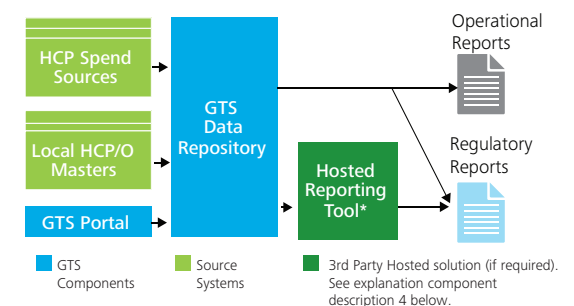 HCP Spend
Sources
Local HCP/O
Masters
GTS Portal
GTS
Data
Repository
Hosted
Reporting
Tool*
Operational
Reports
Regulatory
Reports
GTS
Components
Source
Systems
3rd Party Hosted solution (if required).
See explanation component
description 4 below.